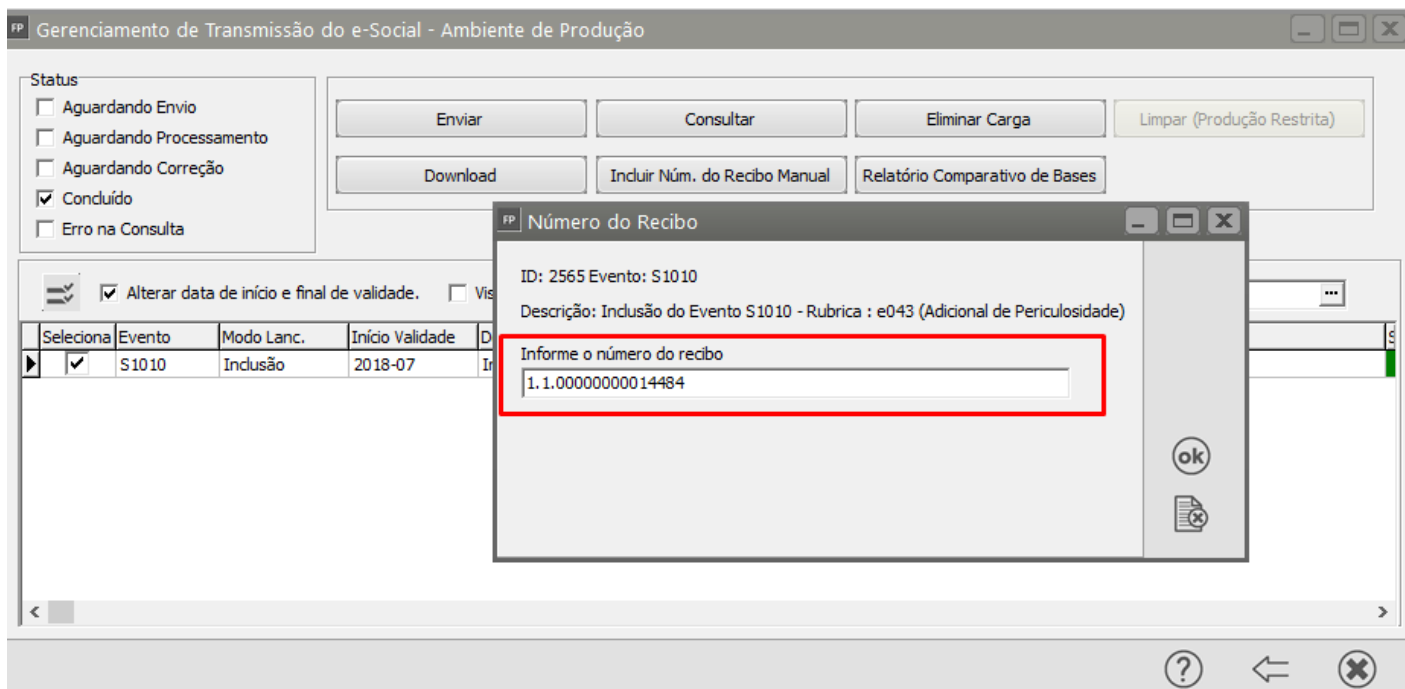 FP Gerenciamento de Transmissão do e-Social - Ambiente de Produção
Status
Aguardando Envio
Aguardando Processamento
Aguardando Correção
Concluído
Erro na Consulta
Enviar
Consultar
Eliminar Carga
Limpar (Produção Restrita)
Download
Incluir Núm. do Recibo Manual
Relatório Comparativo de Bases
FP Número do Recibo
ID: 2565 Evento: S1010
Descrição: Inclusão do Evento S1010 - Rubrica : e043 (Adicional de Periculosidade)
Informe o número do recibo
1.1.00000000014484
ok
Alterar data de início e final de validade.
...
Seleciona Evento Modo Lanc. Início Validade
S1010 Inclusão 2018-07
?